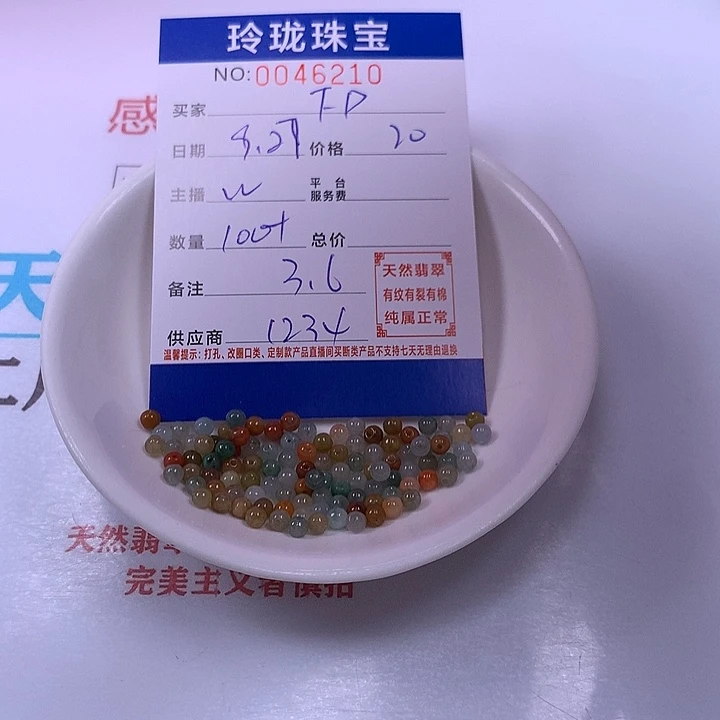 玲珑珠宝
NO:0046210
买家 T-D
日期 8.27 价格 20
主播 W 平台服务费
数量 100+ 总价
备注 3.6
供应商 1234
天然翡翠
有纹有裂有棉
纯属正常
温馨提示：打孔、改圈口类、定制款产品直播间买断类产品不支持七天无理由退换
感
天
天然翡
完美主义者慎拍